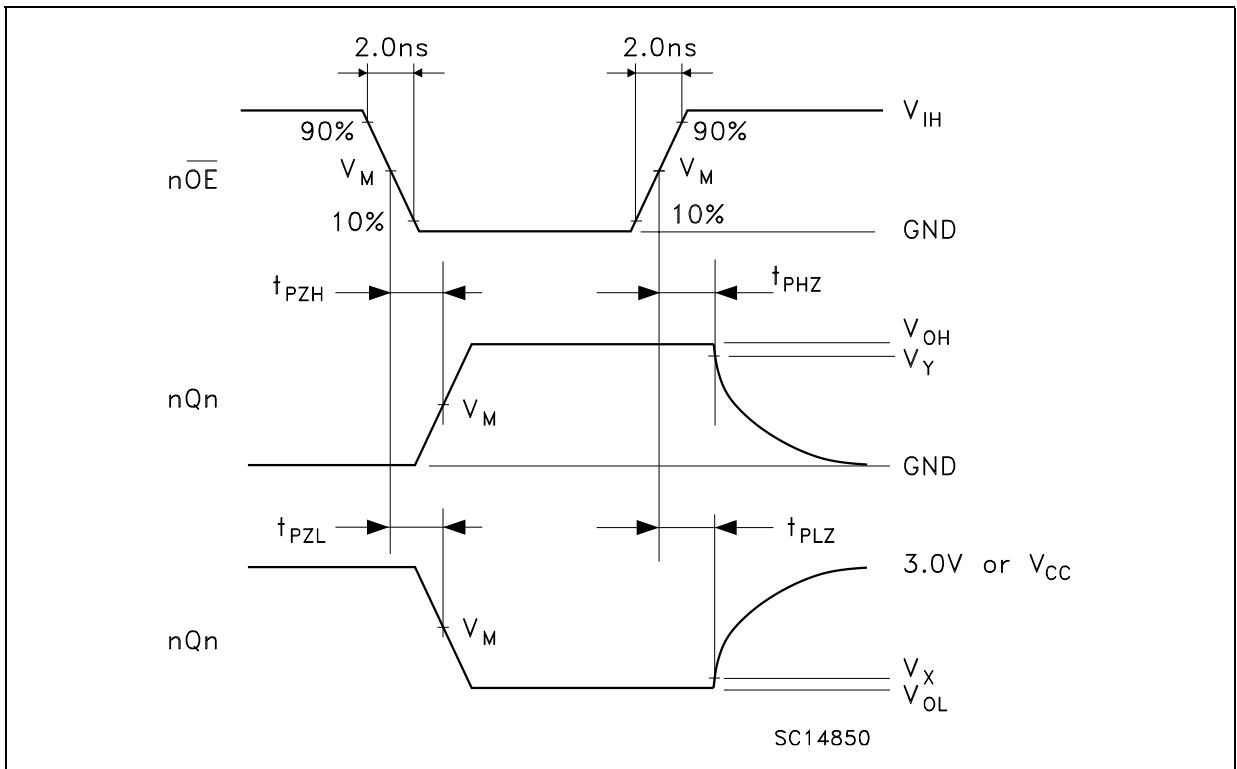 2.0ns 2.0ns
V_IH
90% 90%
nO̅E̅ V_M V_M
10% 10%
GND
t_PZH t_PHZ
V_OH
V_Y
nQn V_M
GND
t_PZL t_PLZ
3.0V or V_CC
nQn V_M
V_X
V_OL
SC14850